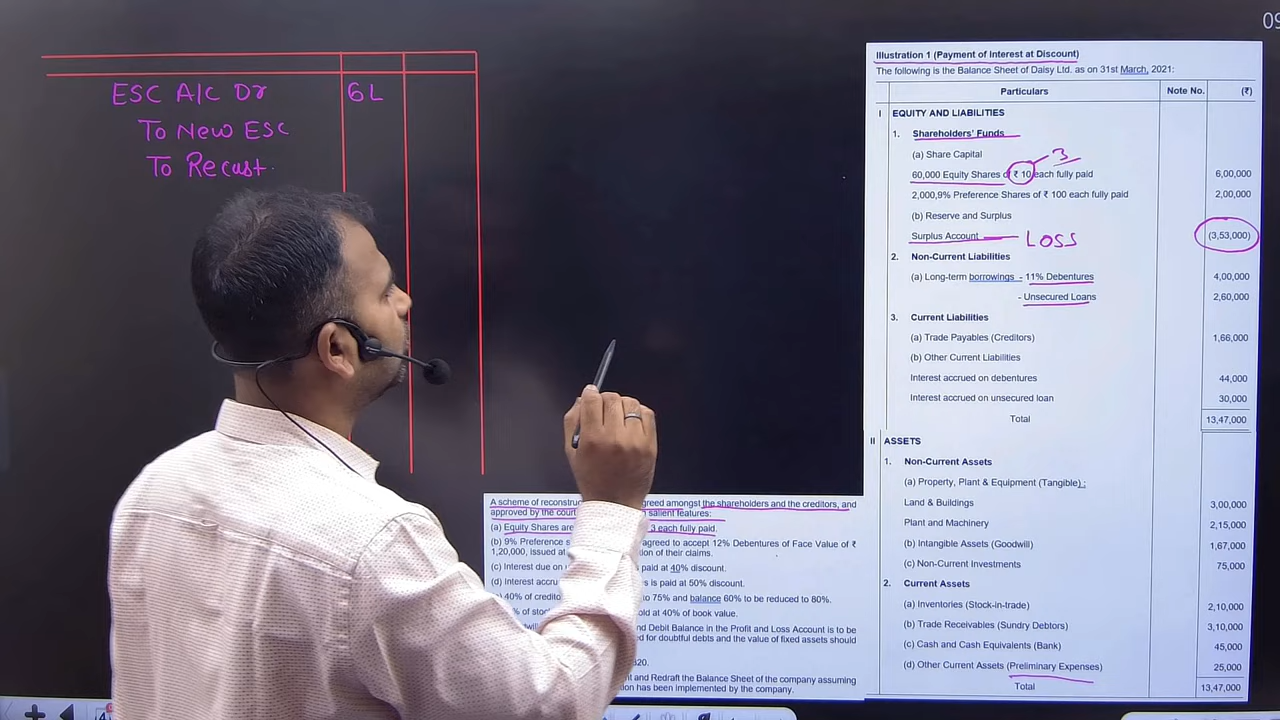 ESC A/C Dr 6L
To New ESC
To Recast.
09
Illustration 1 (Payment of Interest at Discount)
The following is the Balance Sheet of Daisy Ltd. as on 31st March, 2021:
Particulars Note No. (₹)
I EQUITY AND LIABILITIES
1. Shareholders' Funds
(a) Share Capital
3
60,000 Equity Shares of ₹ 10 each fully paid 6,00,000
2,000,9% Preference Shares of ₹ 100 each fully paid 2,00,000
(b) Reserve and Surplus
Surplus Account LOSS (3,53,000)
2. Non-Current Liabilities
(a) Long-term borrowings - 11% Debentures 4,00,000
- Unsecured Loans 2,60,000
3. Current Liabilities
(a) Trade Payables (Creditors) 1,66,000
(b) Other Current Liabilities
Interest accrued on debentures 44,000
Interest accrued on unsecured loan 30,000
Total 13,47,000
II ASSETS
1. Non-Current Assets
(a) Property, Plant & Equipment (Tangible) :
Land & Buildings 3,00,000
Plant and Machinery 2,15,000
(b) Intangible Assets (Goodwill) 1,67,000
(c) Non-Current Investments 75,000
2. Current Assets
(a) Inventories (Stock-in-trade) 2,10,000
(b) Trade Receivables (Sundry Debtors) 3,10,000
(c) Cash and Cash Equivalents (Bank) 45,000
(d) Other Current Assets (Preliminary Expenses) 25,000
Total 13,47,000
A scheme of reconstruc greed amongst the shareholders and the creditors, and
approved by the court salient features:
(a) Equity Shares are 3 each fully paid.
(b) 9% Preference s agreed to accept 12% Debentures of Face Value of ₹
1,20,000, issued at ion of their claims.
(c) Interest due on paid at 40% discount.
(d) Interest accru s is paid at 50% discount.
40% of credito to 75% and balance 60% to be reduced to 80%.
% of stoc old at 40% of book value.
nd Debit Balance in the Profit and Loss Account is to be
d for doubtful debts and the value of fixed assets should
320.
t and Redraft the Balance Sheet of the company assuming
tion has been implemented by the company.